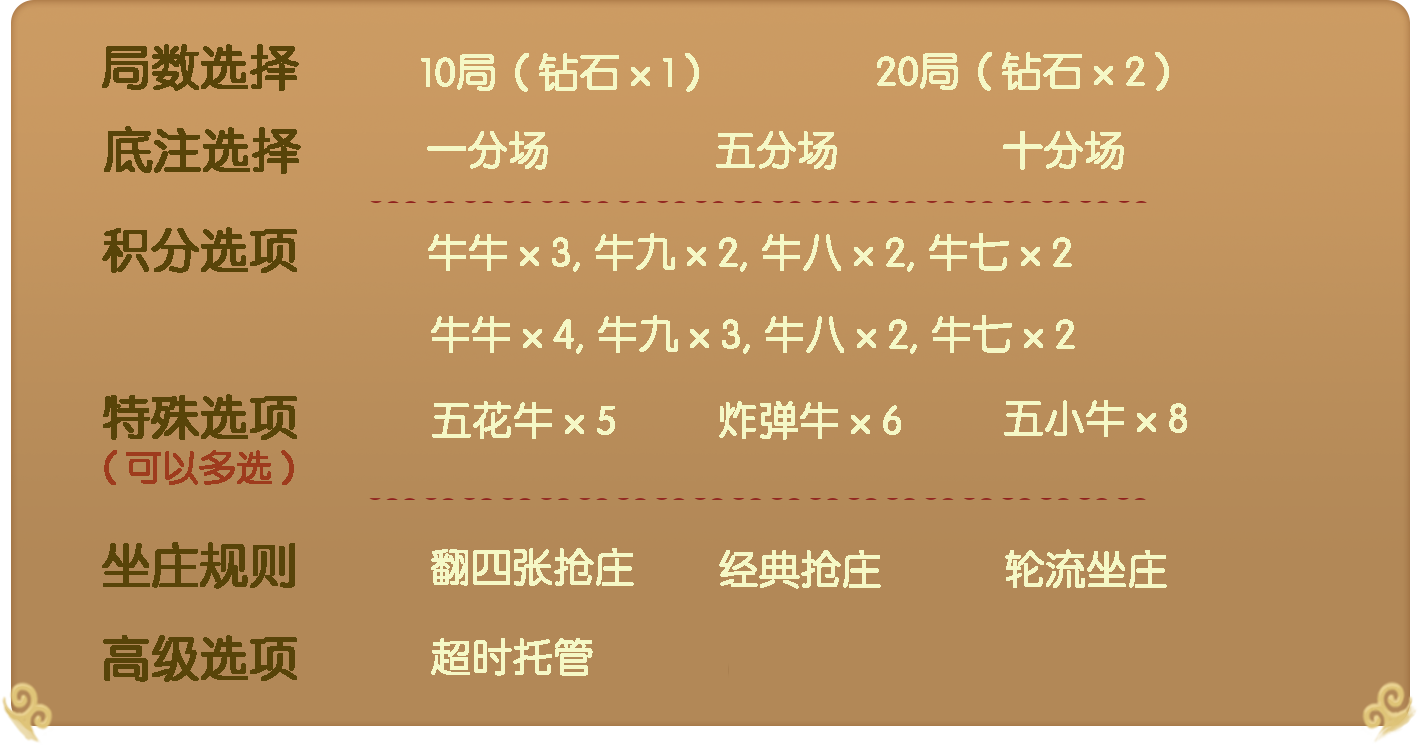 局数选择 10局（钻石×1） 20局（钻石×2）
底注选择 一分场 五分场 十分场
积分选项 牛牛×3, 牛九×2, 牛八×2, 牛七×2
牛牛×4, 牛九×3, 牛八×2, 牛七×2
特殊选项 五花牛×5 炸弹牛×6 五小牛×8
（可以多选）
坐庄规则 翻四张抢庄 经典抢庄 轮流坐庄
高级选项 超时托管